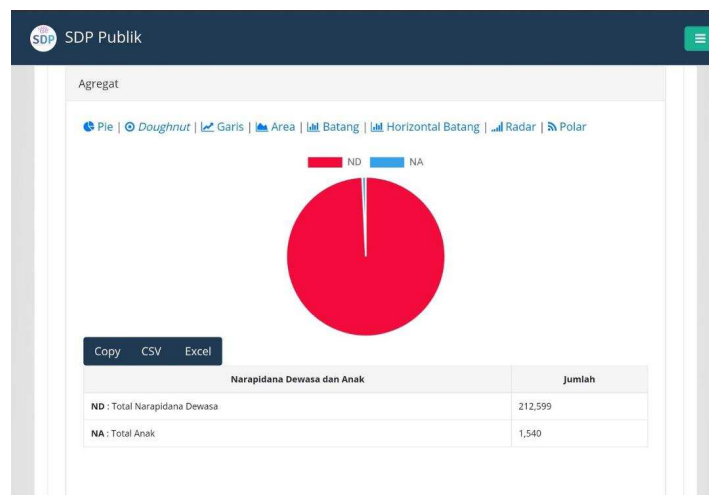 SDP SDP Publik
Agregat
Pie | Doughnut | Garis | Area | Batang | Horizontal Batang | Radar | Polar
ND NA
Copy CSV Excel
Narapidana Dewasa dan Anak Jumlah
ND : Total Narapidana Dewasa 212,599
NA : Total Anak 1,540